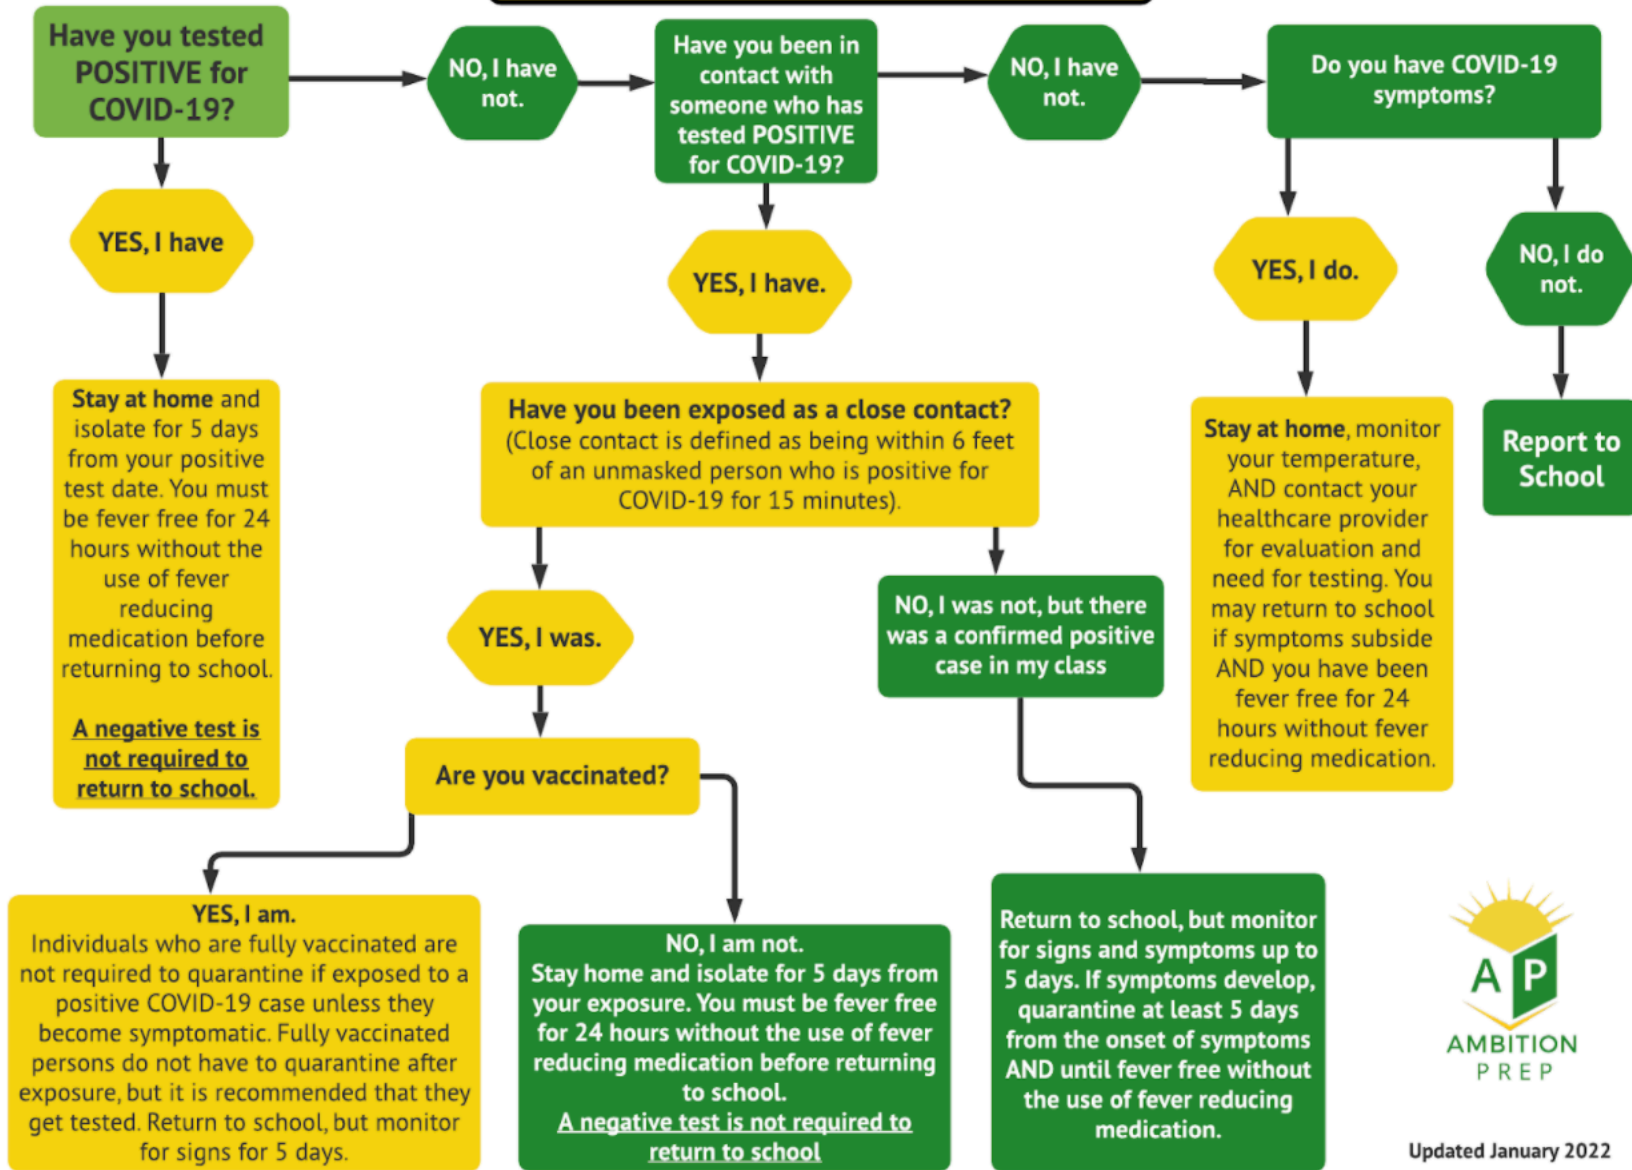 Have you tested
POSITIVE for
COVID-19?
NO, I have
not.
Have you been in
contact with
someone who has
tested POSITIVE
for COVID-19?
NO, I have
not.
Do you have COVID-19
symptoms?
YES, I have
YES, I have.
YES, I do.
NO, I do
not.
Stay at home and
isolate for 5 days
from your positive
test date. You must
be fever free for 24
hours without the
use of fever
reducing
medication before
returning to school.
A negative test is
not required to
return to school.
Have you been exposed as a close contact?
(Close contact is defined as being within 6 feet
of an unmasked person who is positive for
COVID-19 for 15 minutes).
Stay at home, monitor
your temperature,
AND contact your
healthcare provider
for evaluation and
need for testing. You
may return to school
if symptoms subside
AND you have been
fever free for 24
hours without fever
reducing medication.
Report to
School
YES, I was.
NO, I was not, but there
was a confirmed positive
case in my class
Are you vaccinated?
YES, I am.
Individuals who are fully vaccinated are
not required to quarantine if exposed to a
positive COVID-19 case unless they
become symptomatic. Fully vaccinated
persons do not have to quarantine after
exposure, but it is recommended that they
get tested. Return to school, but monitor
for signs for 5 days.
NO, I am not.
Stay home and isolate for 5 days from
your exposure. You must be fever free
for 24 hours without the use of fever
reducing medication before returning
to school.
A negative test is not required to
return to school
Return to school, but monitor
for signs and symptoms up to
5 days. If symptoms develop,
quarantine at least 5 days
from the onset of symptoms
AND until fever free without
the use of fever reducing
medication.
A P
AMBITION
PREP
Updated January 2022